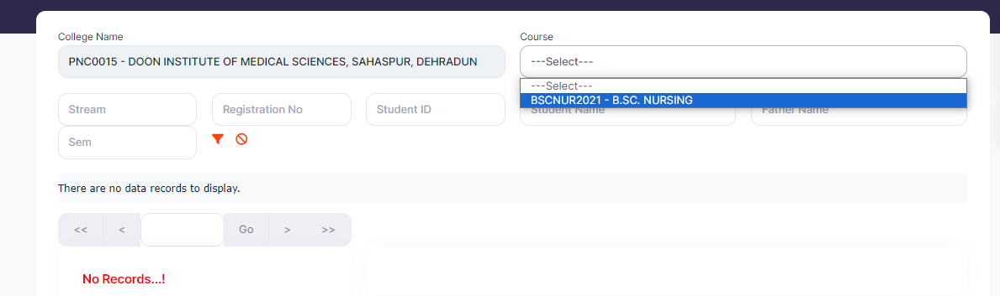 College Name
Course
PNC0015 - DOON INSTITUTE OF MEDICAL SCIENCES, SAHASPUR, DEHRADUN
---Select---
---Select---
BSCNUR2021 - B.SC. NURSING
Stream
Registration No
Student ID
Student Name
Father Name
Sem
There are no data records to display.
<<
<
Go
>
>>
No Records...!